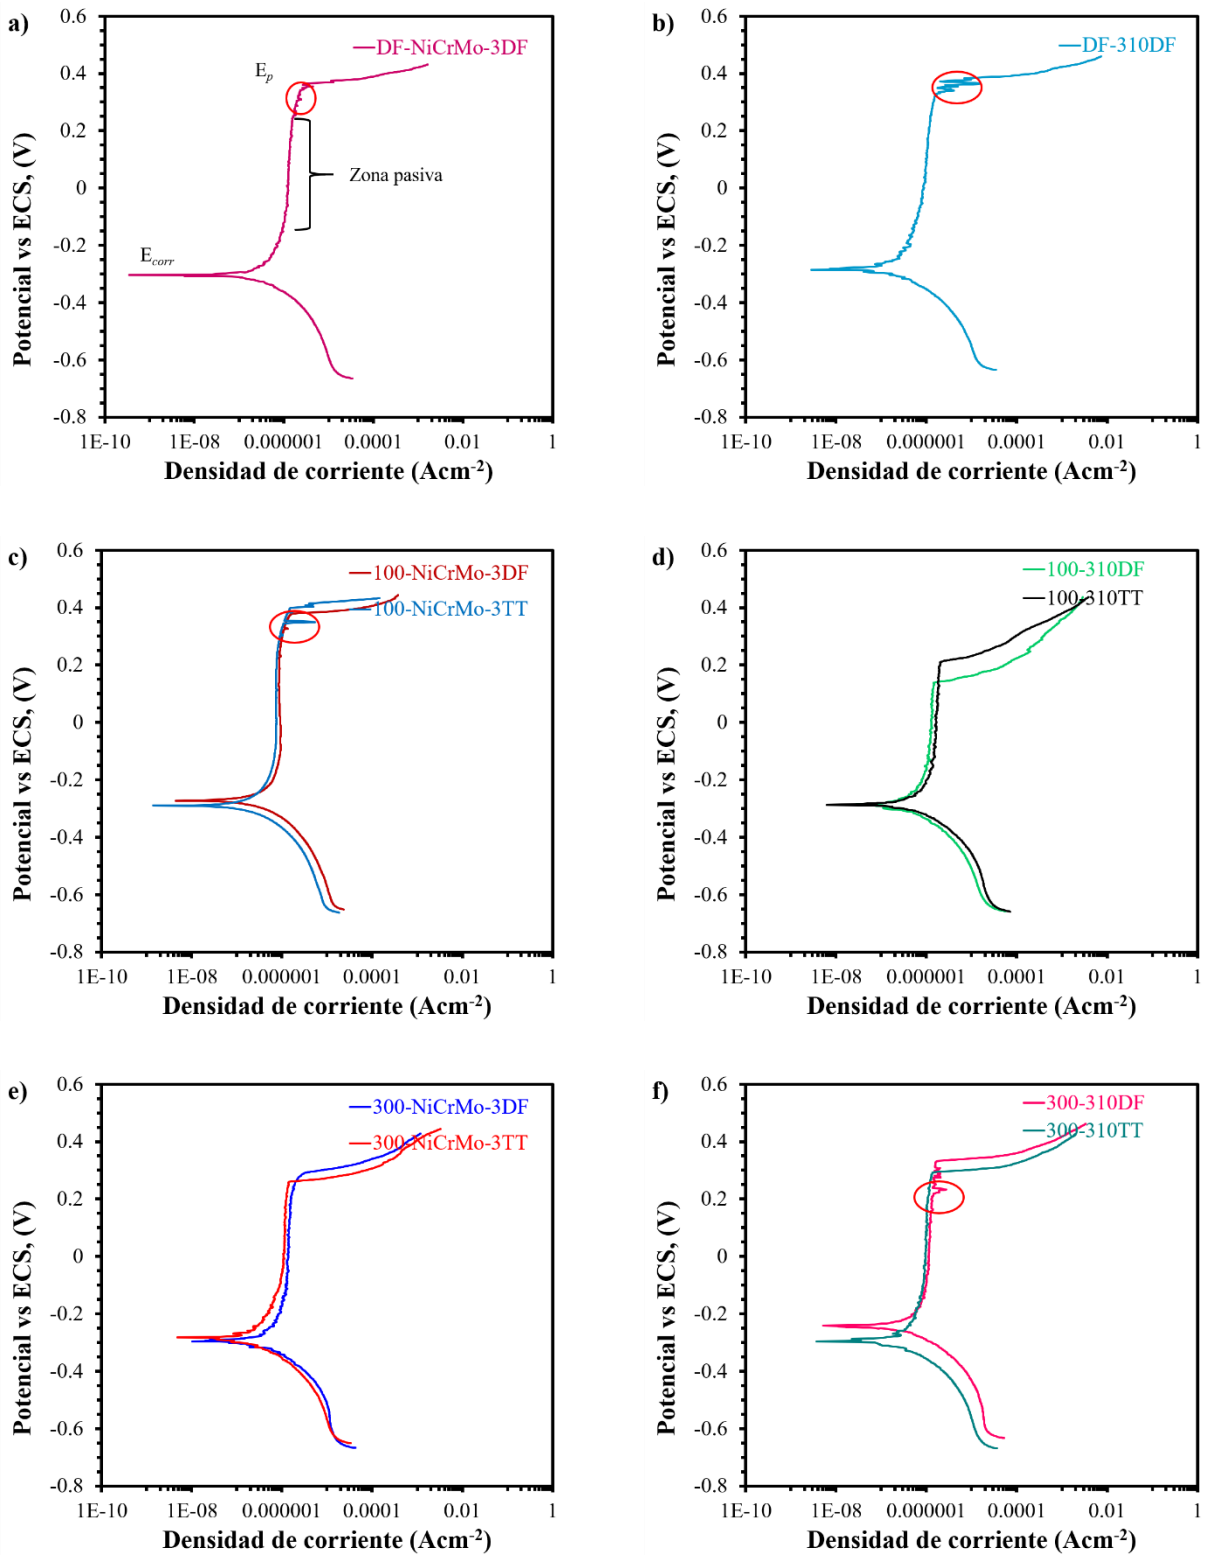 a)
DF-NiCrMo-3DF
E_p
Zona pasiva
E_corr
0.6
0.4
0.2
0
-0.2
-0.4
-0.6
-0.8
Potencial vs ECS, (V)
1E-10 1E-08 0.000001 0.0001 0.01 1
Densidad de corriente (Acm⁻²)
b)
DF-310DF
0.6
0.4
0.2
0
-0.2
-0.4
-0.6
-0.8
Potencial vs ECS, (V)
1E-10 1E-08 0.000001 0.0001 0.01 1
Densidad de corriente (Acm⁻²)
c)
100-NiCrMo-3DF
100-NiCrMo-3TT
0.6
0.4
0.2
0
-0.2
-0.4
-0.6
-0.8
Potencial vs ECS, (V)
1E-10 1E-08 0.000001 0.0001 0.01 1
Densidad de corriente (Acm⁻²)
d)
100-310DF
100-310TT
0.6
0.4
0.2
0
-0.2
-0.4
-0.6
-0.8
Potencial vs ECS, (V)
1E-10 1E-08 0.000001 0.0001 0.01 1
Densidad de corriente (Acm⁻²)
e)
300-NiCrMo-3DF
300-NiCrMo-3TT
0.6
0.4
0.2
0
-0.2
-0.4
-0.6
-0.8
Potencial vs ECS, (V)
1E-10 1E-08 0.000001 0.0001 0.01 1
Densidad de corriente (Acm⁻²)
f)
300-310DF
300-310TT
0.6
0.4
0.2
0
-0.2
-0.4
-0.6
-0.8
Potencial vs ECS, (V)
1E-10 1E-08 0.000001 0.0001 0.01 1
Densidad de corriente (Acm⁻²)